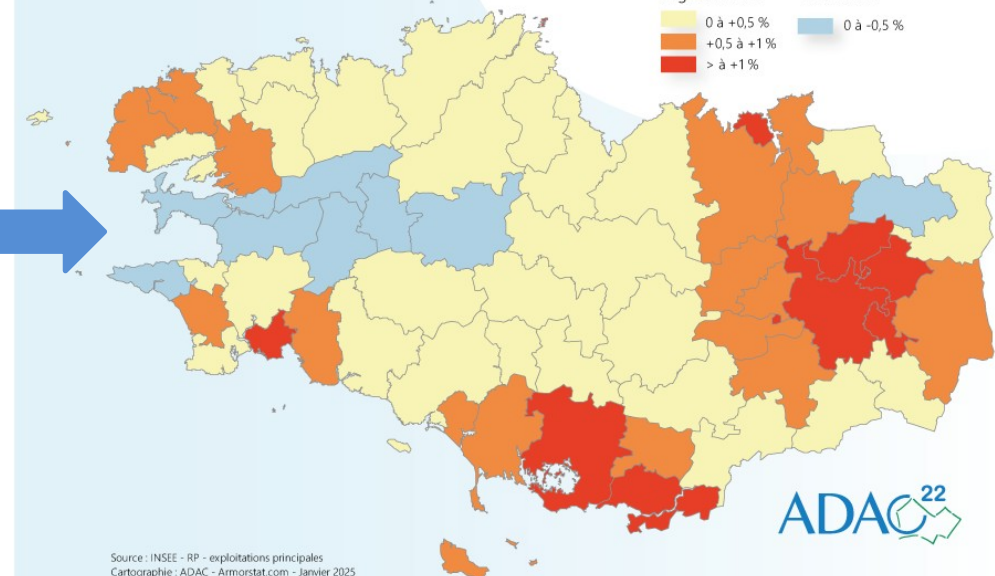 0 à +0,5 %
0 à -0,5 %
+0,5 à +1 %
> à +1 %
ADAC 22
Source : INSEE - RP - exploitations principales
Cartographie : ADAC - Armorstat.com - Janvier 2025